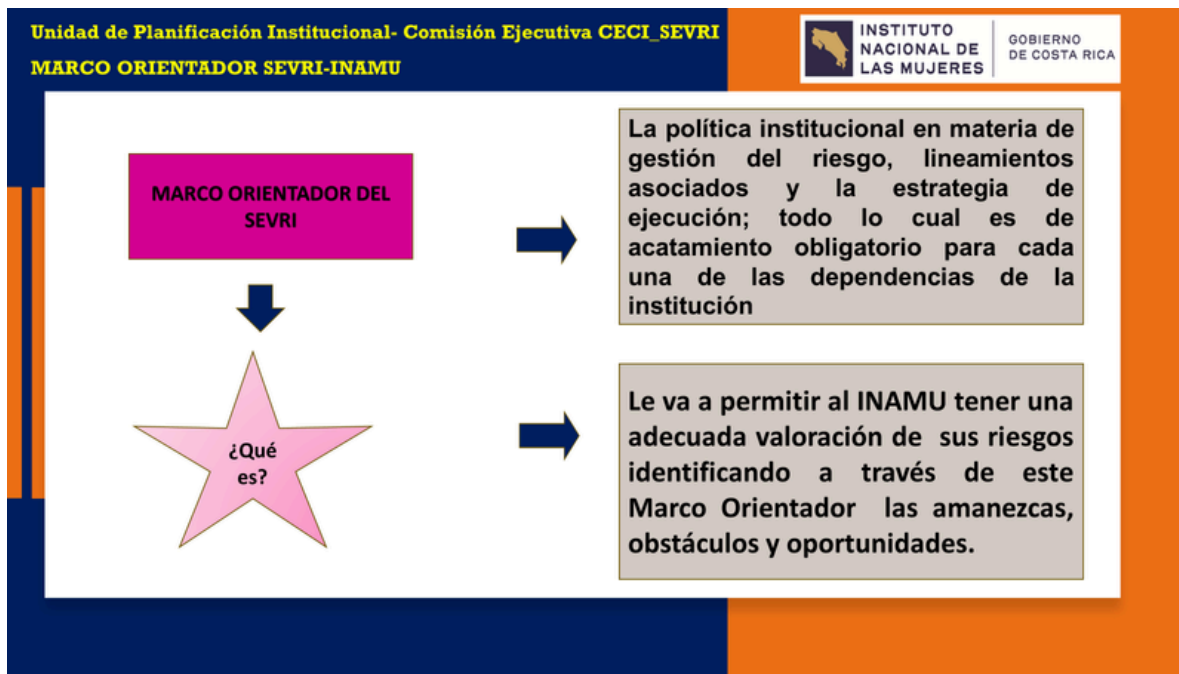 Unidad de Planificación Institucional- Comisión Ejecutiva CECI_SEVRI
MARCO ORIENTADOR SEVRI-INAMU
INSTITUTO
NACIONAL DE
LAS MUJERES
GOBIERNO
DE COSTA RICA
MARCO ORIENTADOR DEL
SEVRI
La política institucional en materia de
gestión del riesgo, lineamientos
asociados y la estrategia de
ejecución; todo lo cual es de
acatamiento obligatorio para cada
una de las dependencias de la
institución
¿Qué
es?
Le va a permitir al INAMU tener una
adecuada valoración de sus riesgos
identificando a través de este
Marco Orientador las amanezcas,
obstáculos y oportunidades.